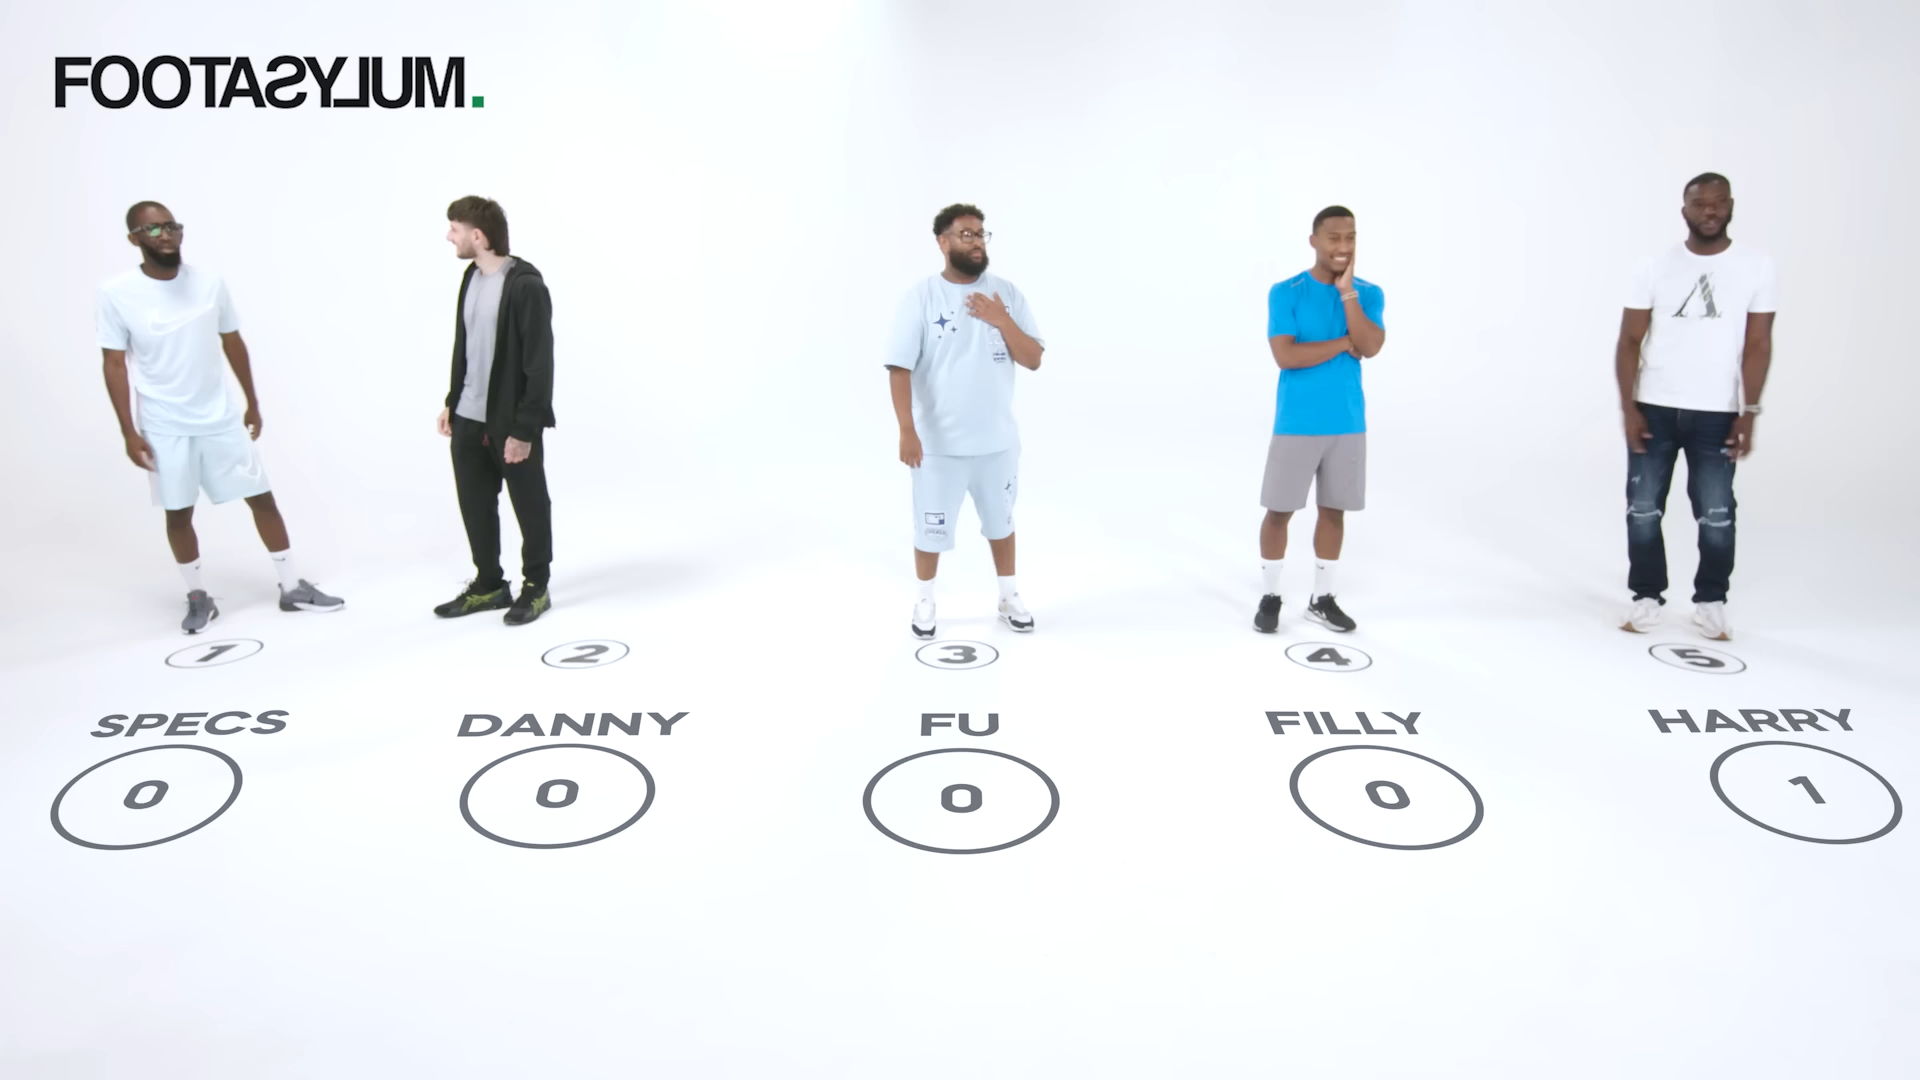 FOOTASYLUM.
1 2 3 4 5
SPECS DANNY FU FILLY HARRY
0 0 0 0 1